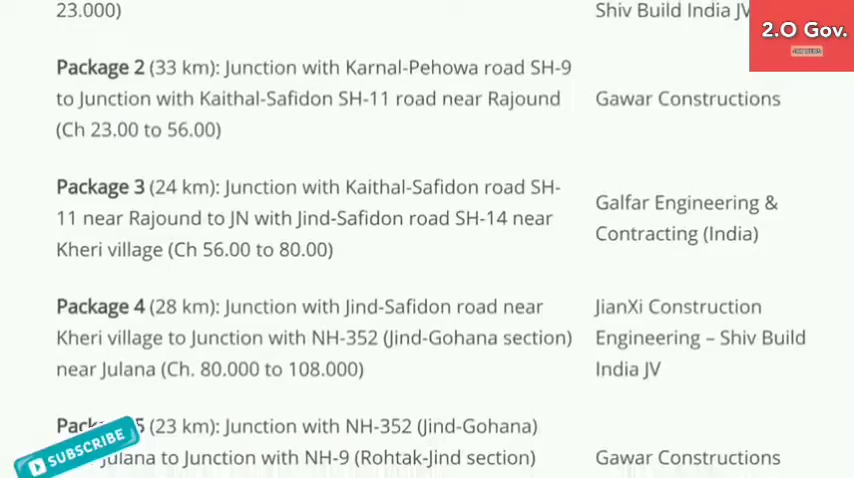 23.000)
Shiv Build India JV
2.O Gov.
Package 2 (33 km): Junction with Karnal-Pehowa road SH-9
to Junction with Kaithal-Safidon SH-11 road near Rajound
(Ch 23.00 to 56.00)
Gawar Constructions
Package 3 (24 km): Junction with Kaithal-Safidon road SH-
11 near Rajound to JN with Jind-Safidon road SH-14 near
Kheri village (Ch 56.00 to 80.00)
Galfar Engineering &
Contracting (India)
Package 4 (28 km): Junction with Jind-Safidon road near
Kheri village to Junction with NH-352 (Jind-Gohana section)
near Julana (Ch. 80.000 to 108.000)
JianXi Construction
Engineering – Shiv Build
India JV
5 (23 km): Junction with NH-352 (Jind-Gohana)
Julana to Junction with NH-9 (Rohtak-Jind section)
Gawar Constructions
SUBSCRIBE